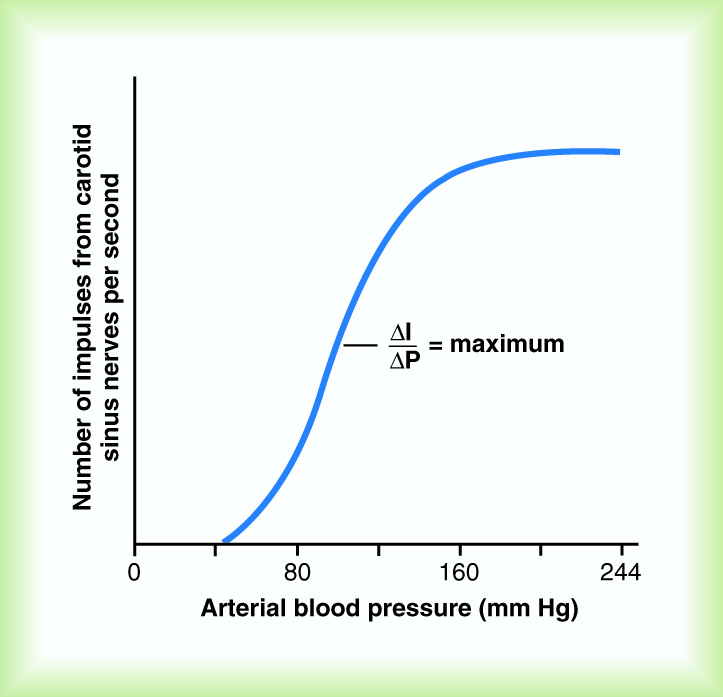 Number of impulses from carotid
sinus nerves per second
ΔI
ΔP
= maximum
0
80
160
244
Arterial blood pressure (mm Hg)